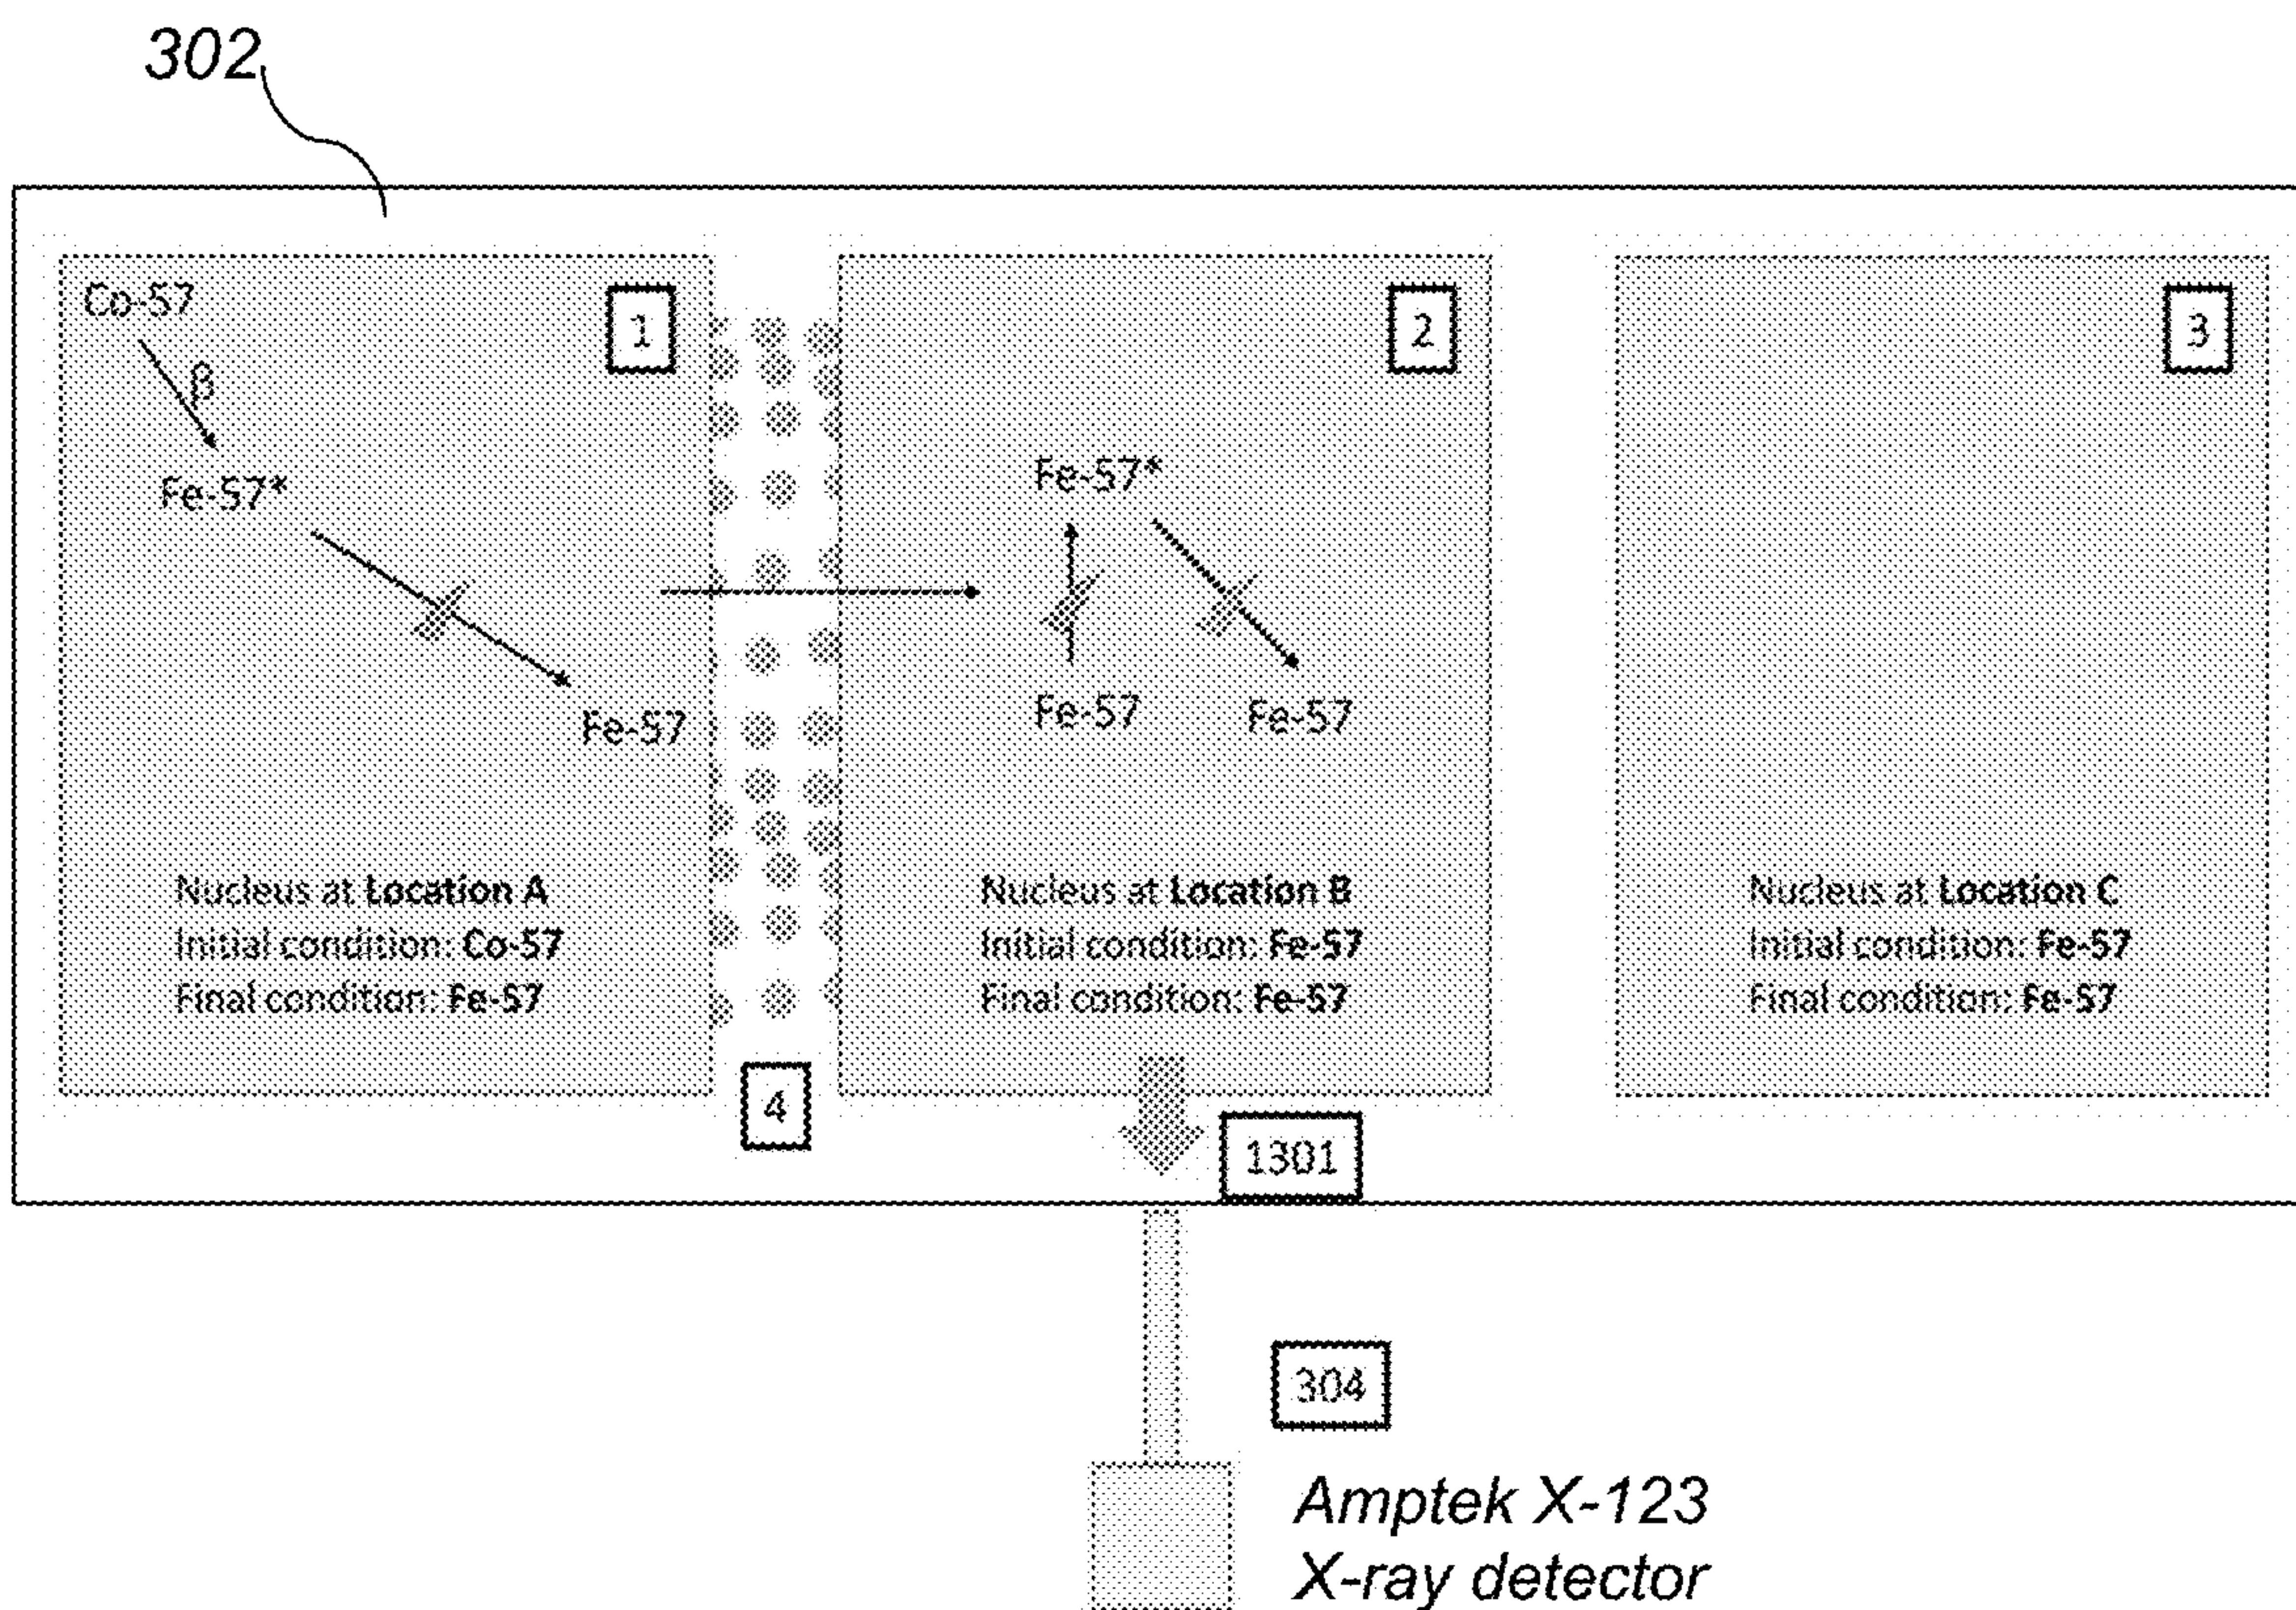 302
Co-57
1
β
Fe-57*
Fe-57
Nucleus at Location A
Initial condition: Co-57
Final condition: Fe-57
4
2
Fe-57*
Fe-57
Fe-57
Nucleus at Location B
Initial condition: Fe-57
Final condition: Fe-57
1301
3
Nucleus at Location C
Initial condition: Fe-57
Final condition: Fe-57
304
Amptek X-123
X-ray detector